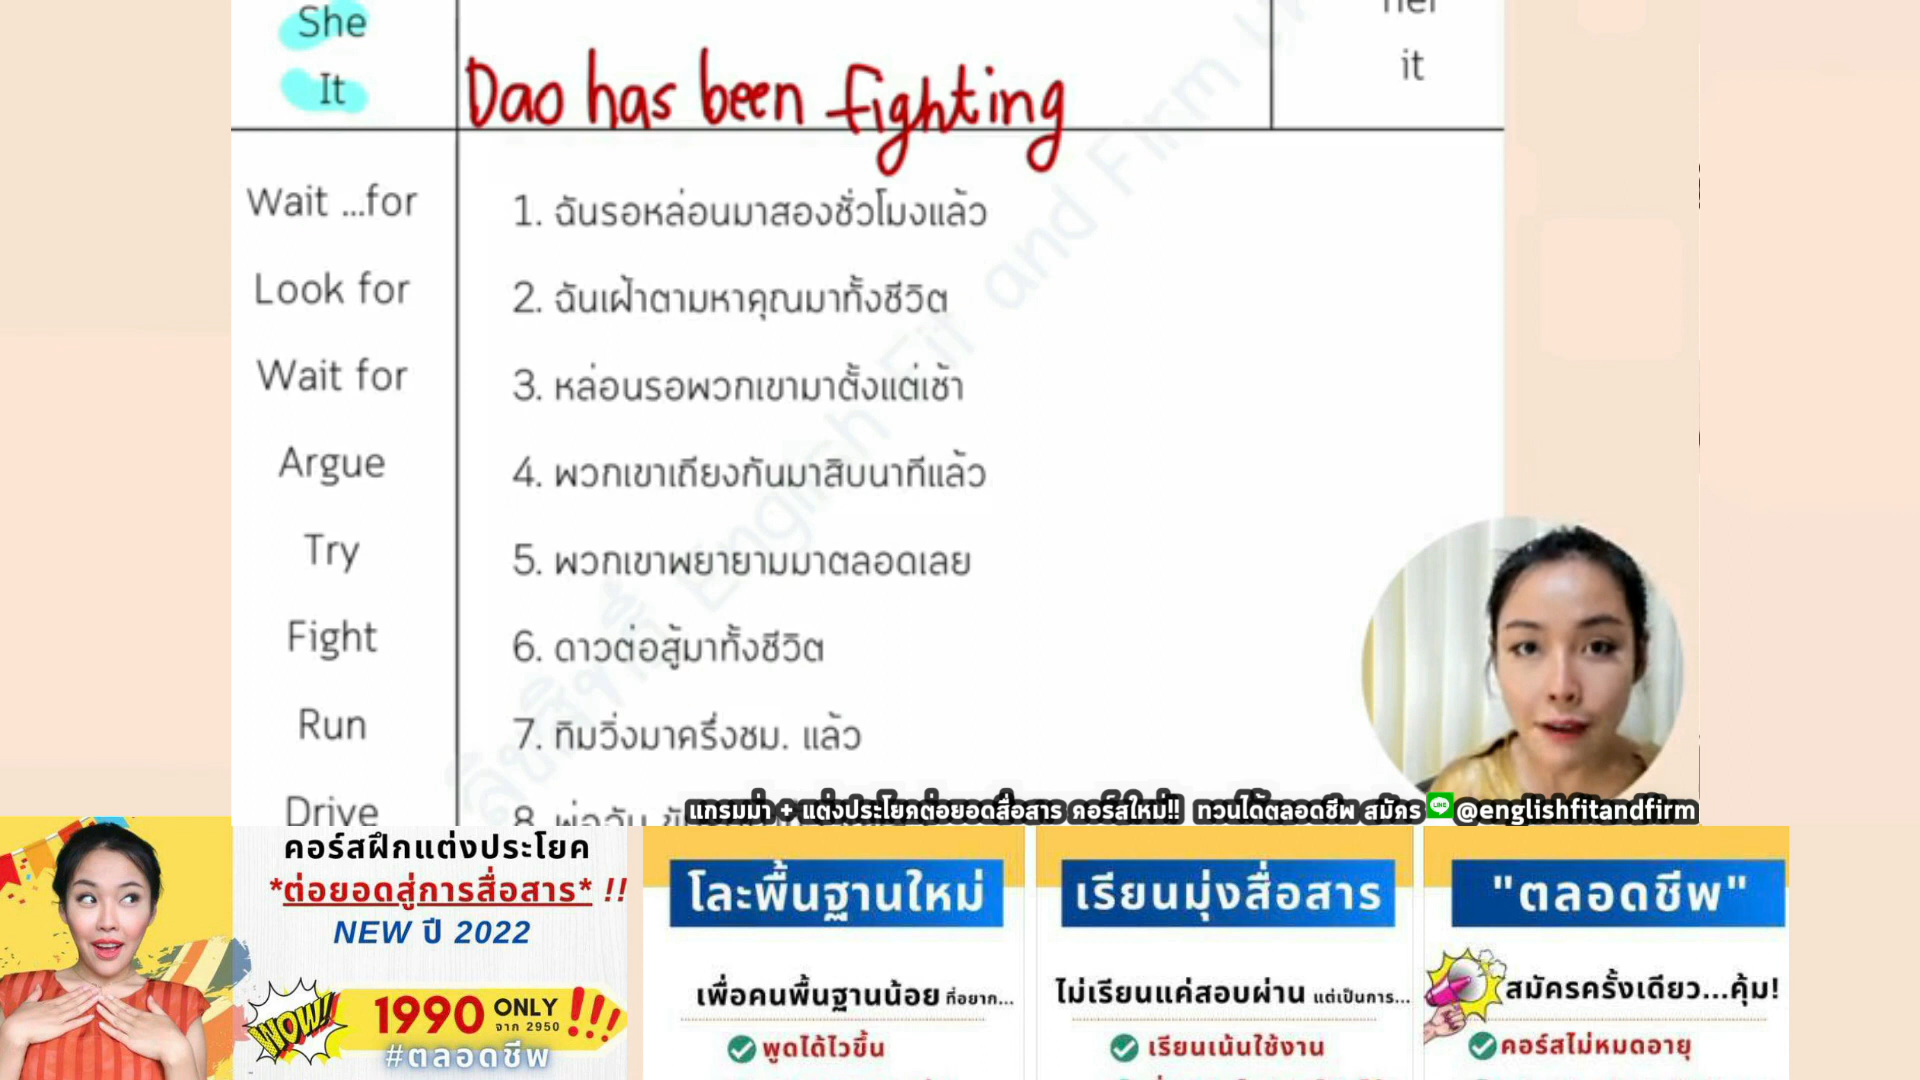 She
It
it
Dao has been fighting
Wait ...for
1. ฉันรอหล่อนมาสองชั่วโมงแล้ว
Look for
2. ฉันเฝ้าตามหาคุณมาทั้งชีวิต
Wait for
3. หล่อนรอพวกเขามาตั้งแต่เช้า
Argue
4. พวกเขาเถียงกันมาสิบนาทีแล้ว
Try
5. พวกเขาพยายามมาตลอดเลย
Fight
6. ดาวต่อสู้มาทั้งชีวิต
Run
7. ทิมวิ่งมาครึ่งชม. แล้ว
Drive
8. พ่อฉัน
English Fit and Firm
แกรมม่า + แต่งประโยคต่อยอดสื่อสาร คอร์สใหม่!! ทวนได้ตลอดชีพ สมัคร LINE @englishfitandfirm
คอร์สฝึกแต่งประโยค
*ต่อยอดสู่การสื่อสาร* !!
NEW ปี 2022
WOW!
1990 ONLY จาก 2950 !!!
#ตลอดชีพ
โละพื้นฐานใหม่
เพื่อคนพื้นฐานน้อย ที่อยาก...
พูดได้ไวขึ้น
เรียนมุ่งสื่อสาร
ไม่เรียนแค่สอบผ่าน แต่เป็นการ...
เรียนเน้นใช้งาน
"ตลอดชีพ"
สมัครครั้งเดียว...คุ้ม!
คอร์สไม่หมดอายุ